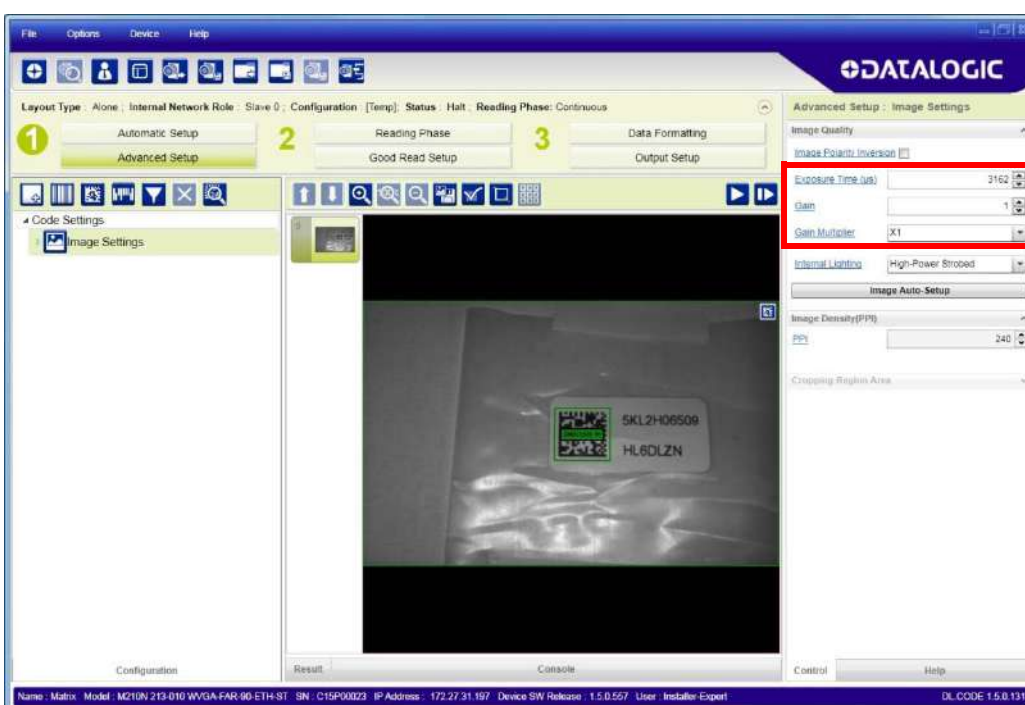 File Options Device Help
DATALOGIC
Layout Type : Alone ; Internal Network Role : Slave 0 ; Configuration : [Temp]; Status : Halt ; Reading Phase: Continuous
1 Automatic Setup 2 Reading Phase 3 Data Formatting
Advanced Setup Good Read Setup Output Setup
Advanced Setup : Image Settings
Image Quality
Image Polarity Inversion
Exposure Time (us) 3162
Gain 1
Gain Multiplier X1
Internal Lighting High-Power Strobed
Image Auto-Setup
Image Density(PPI)
PPI 240
Cropping Region Area
Code Settings
Image Settings
5KL2H06509
HL6DLZN
Configuration Result Console Control Help
Name : Matrix Model : M210N 213-010 WVGA-FAR-90-ETH-ST SN : C15P00023 IP Address : 172.27.31.197 Device SW Release : 1.5.0.557 User : Installer-Expert DL.CODE 1.5.0.131